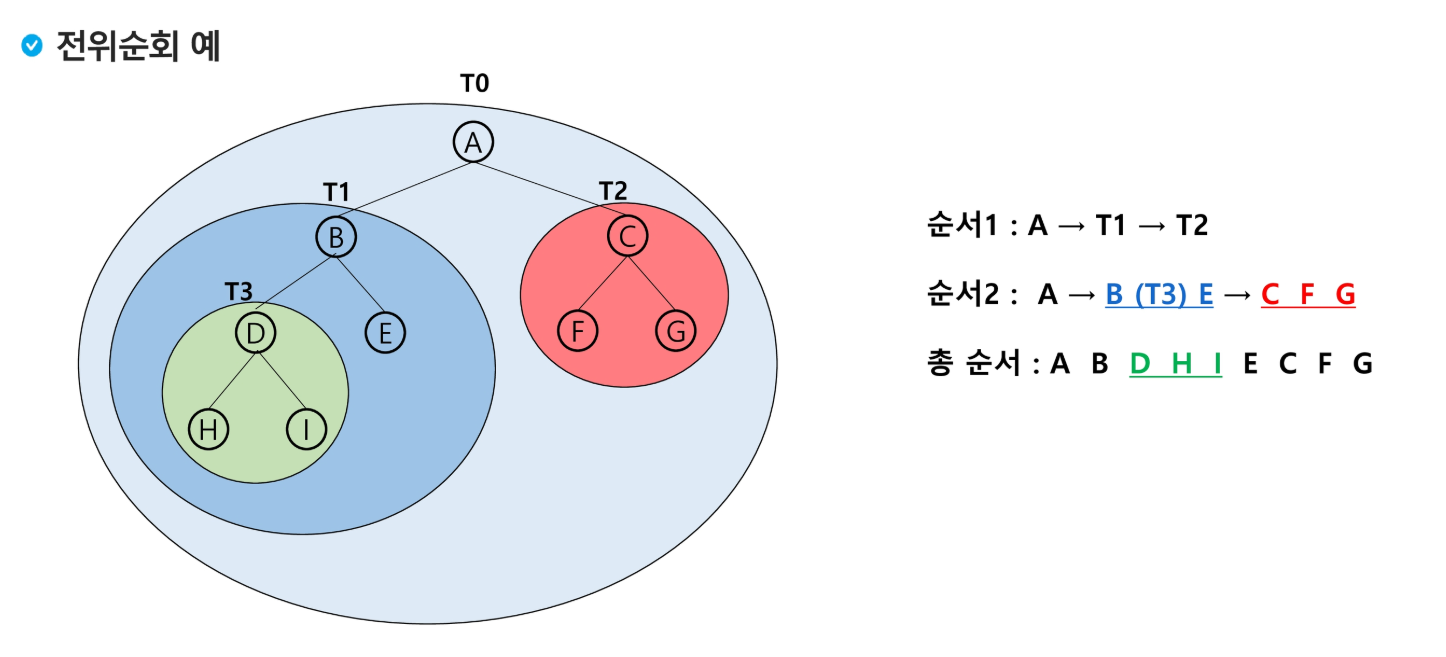 전위순회 예
T0
A
T1
T2
B
C
T3
D
E
F
G
H
I
순서1 : A → T1 → T2
순서2 : A → B (T3) E → C F G
총 순서 : A B D H I E C F G